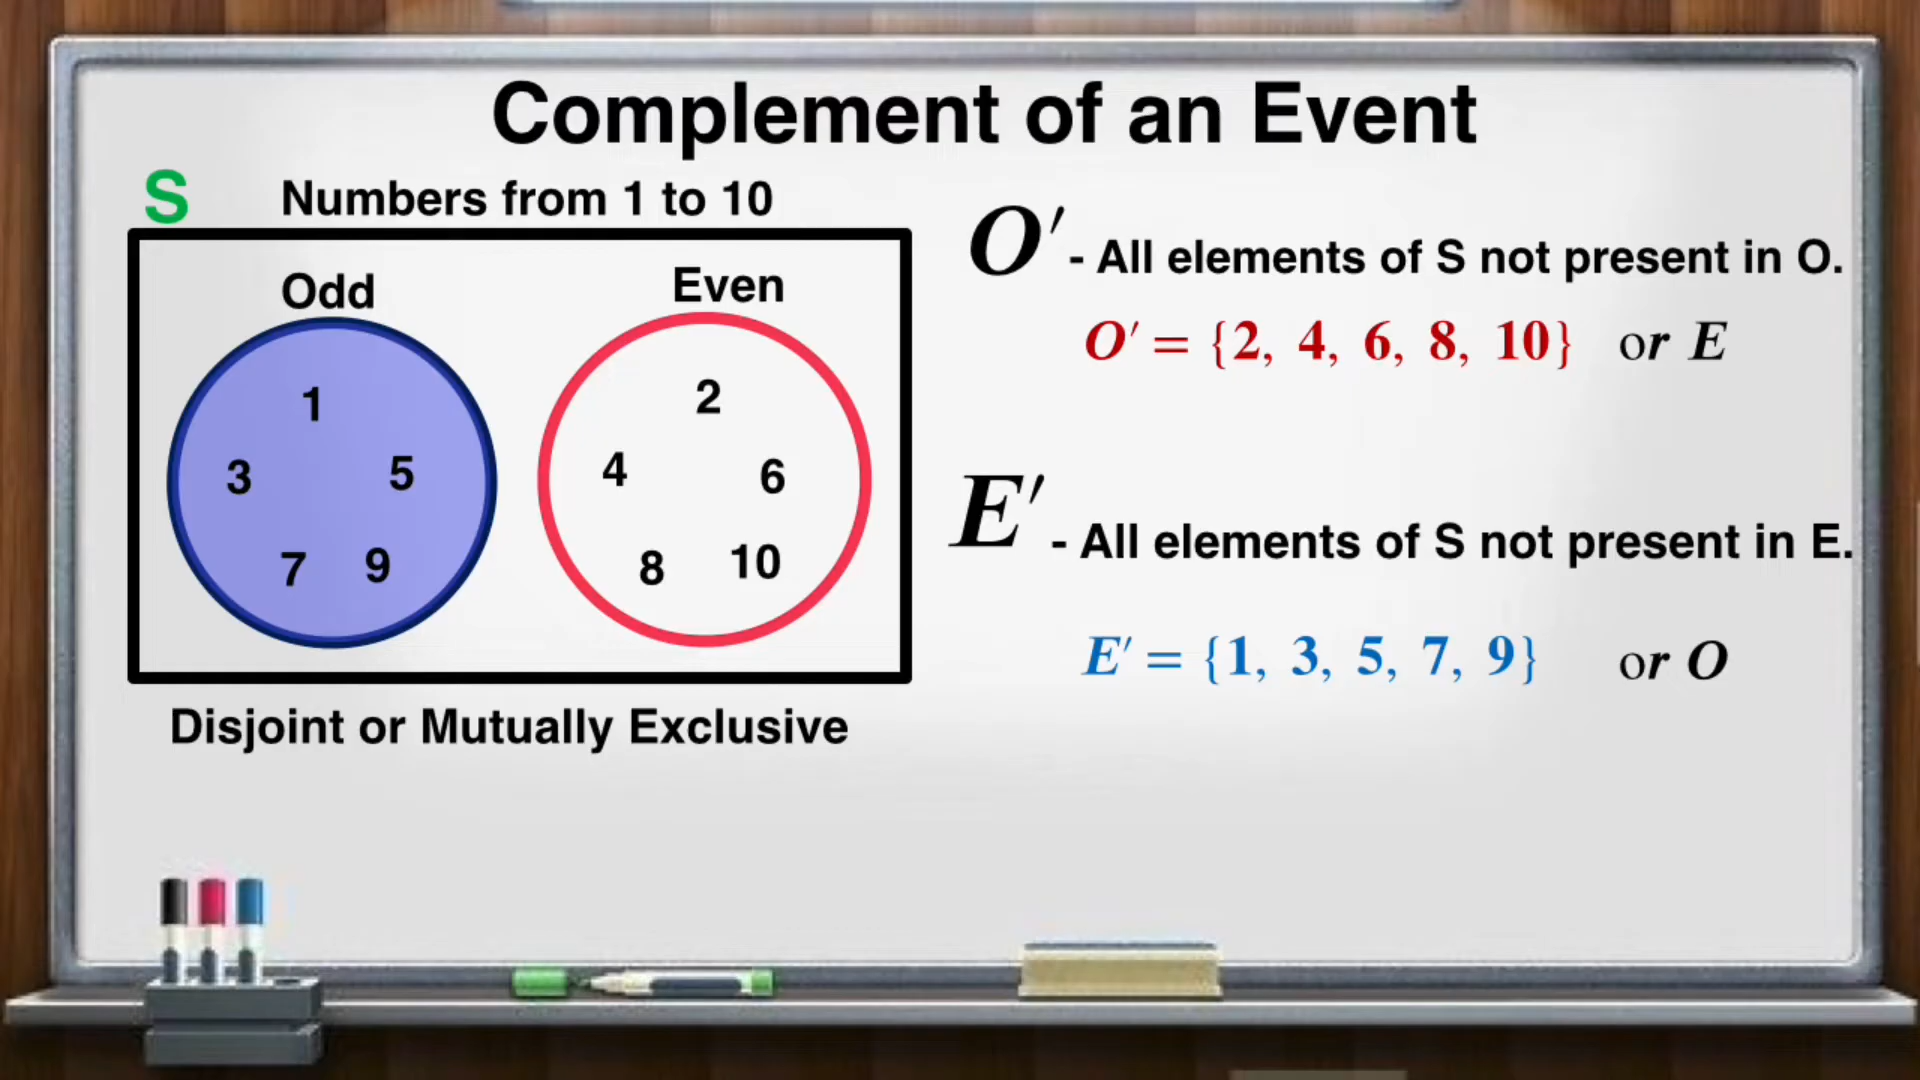 Complement of an Event
S
Numbers from 1 to 10
Odd
Even
1
3 5
7 9
2
4 6
8 10
Disjoint or Mutually Exclusive
O′ - All elements of S not present in O.
O′ = {2, 4, 6, 8, 10} or E
E′ - All elements of S not present in E.
E′ = {1, 3, 5, 7, 9} or O